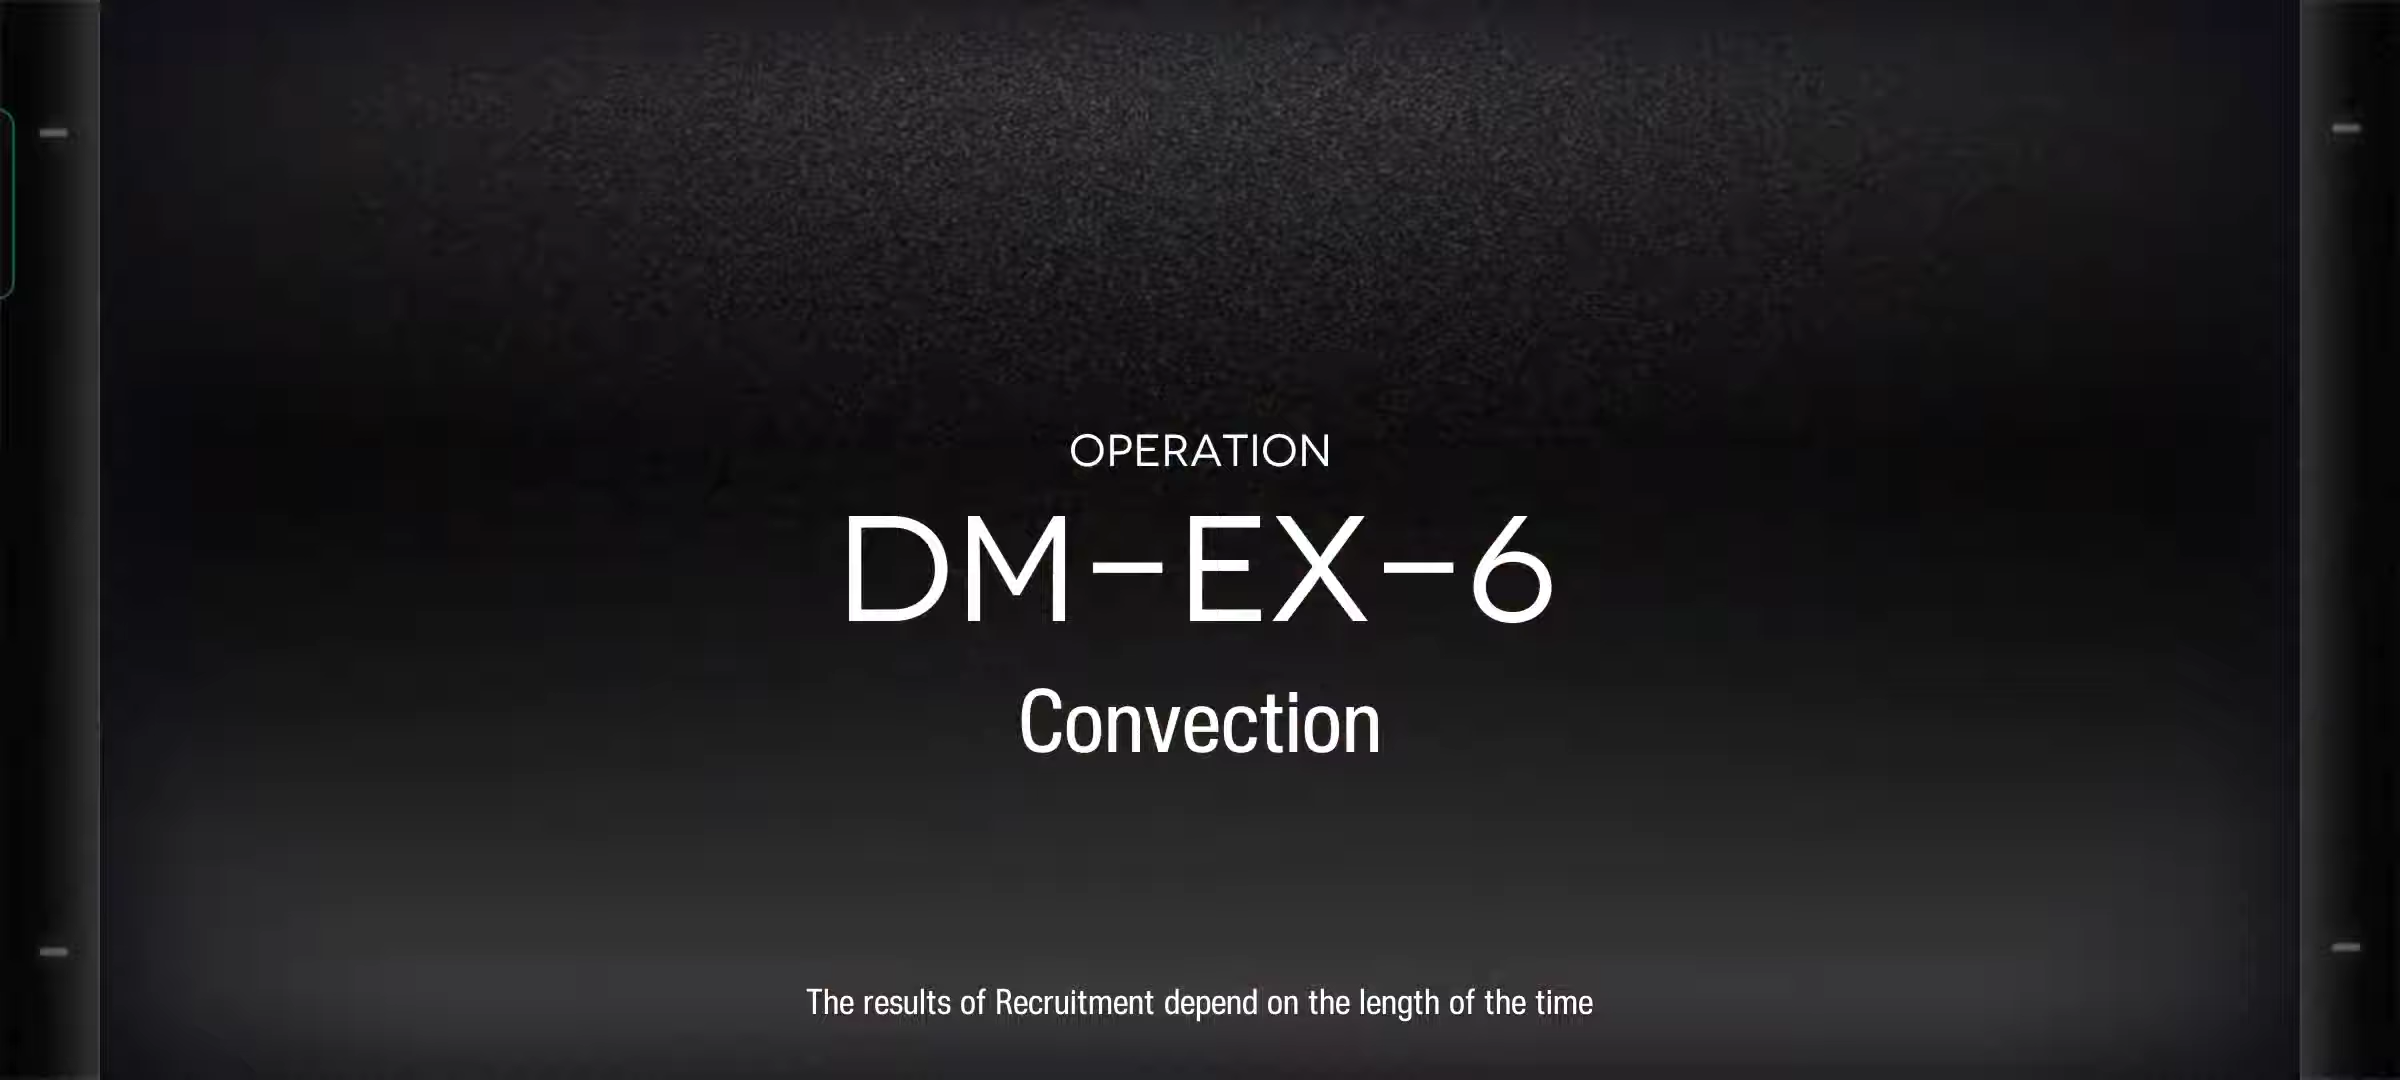 OPERATION
DM-EX-6
Convection
The results of Recruitment depend on the length of the time